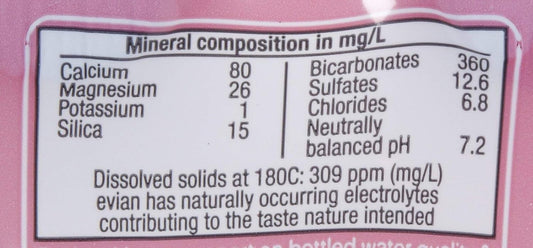 Mineral composition in mg/L
Calcium 80
Magnesium 26
Potassium 1
Silica 15
Bicarbonates 360
Sulfates 12.6
Chlorides 6.8
Neutrally
balanced pH 7.2
Dissolved solids at 180C: 309 ppm (mg/L)
evian has naturally occurring electrolytes
contributing to the taste nature intended
bottled water